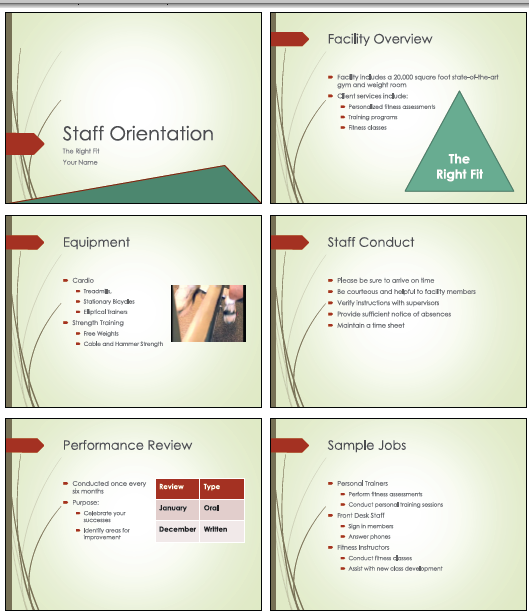 Staff Orientation
The Right Fit
Your Name
Facility Overview
Facility includes a 20,000 square foot state-of-the-art
gym and weight room
Client services include:
Personalized fitness assessments
Training programs
Fitness classes
The
Right Fit
Equipment
Cardio
Treadmills
Stationary Bicycles
Elliptical Trainers
Strength Training
Free Weights
Cable and Hammer Strength
Staff Conduct
Please be sure to arrive on time
Be courteous and helpful to facility members
Verify instructions with supervisors
Provide sufficient notice of absences
Maintain a time sheet
Performance Review
Conducted once every
six months
Purpose:
Celebrate your
successes
Identify areas for
improvement
Review Type
January Oral
December Written
Sample Jobs
Personal Trainers
Perform fitness assessments
Conduct personal training sessions
Front Desk Staff
Sign in members
Answer phones
Fitness Instructors
Conduct fitness classes
Assist with new class development